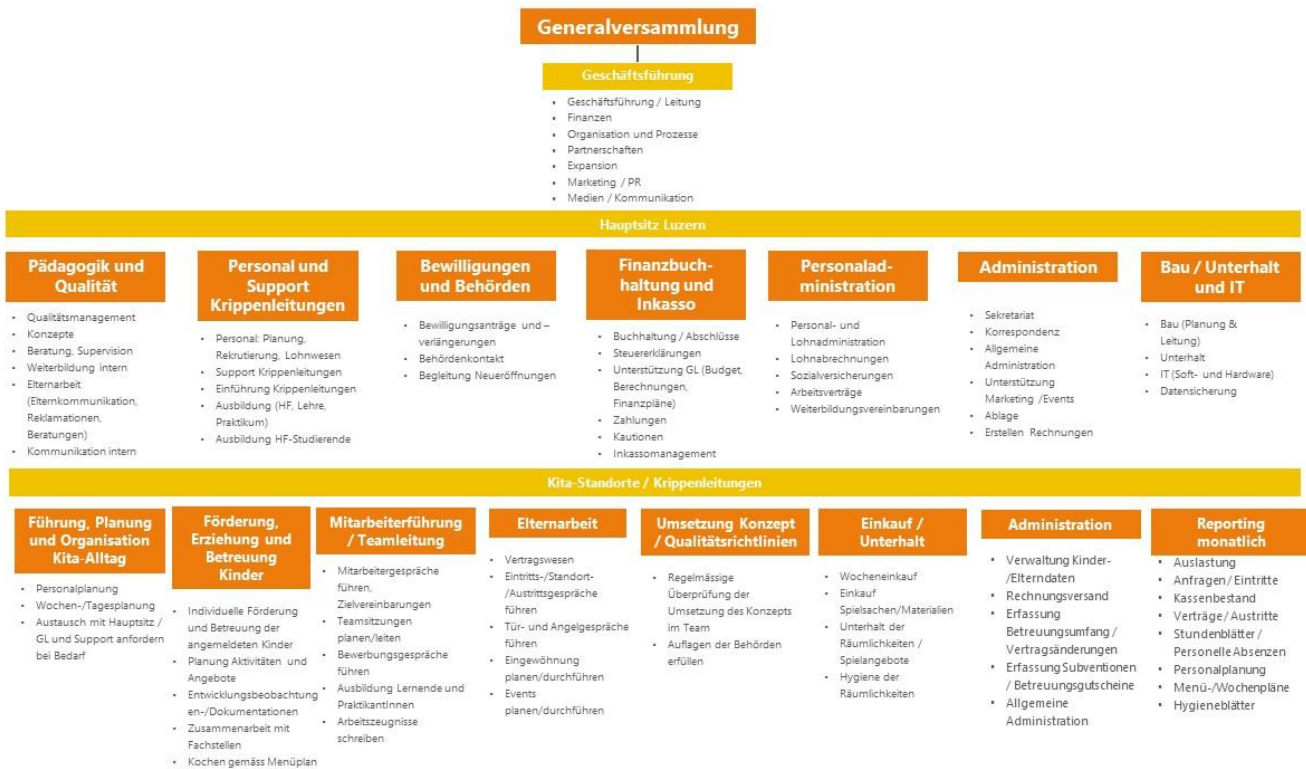 Generalversammlung
Geschäftsführung
• Geschäftsführung / Leitung
• Finanzen
• Organisation und Prozesse
• Partnerschaften
• Expansion
• Marketing / PR
• Medien / Kommunikation
Hauptsitz Luzern
Pädagogik und
Qualität
• Qualitätsmanagement
• Konzepte
• Beratung, Supervision
• Weiterbildung intern
• Elternarbeit
(Elternkommunikation,
Reklamationen,
Beratungen)
• Kommunikation intern
Personal und
Support
Krippenleitungen
• Personal: Planung,
Rekrutierung, Lohnwesen
• Support Krippenleitungen
• Einführung Krippenleitungen
• Ausbildung (HF, Lehre,
Praktikum)
• Ausbildung HF-Studierende
Bewilligungen
und Behörden
• Bewilligungsanträge und –
verlängerungen
• Behördenkontakt
• Begleitung Neueröffnungen
Finanzbuch-
haltung und
Inkasso
• Buchhaltung / Abschlüsse
• Steuererklärungen
• Unterstützung GL (Budget,
Berechnungen,
Finanzpläne)
• Zahlungen
• Kautionen
• Inkassomanagement
Personalad-
ministration
• Personal- und
Lohnadministration
• Lohnabrechnungen
• Sozialversicherungen
• Arbeitsverträge
• Weiterbildungsvereinbarungen
Administration
• Sekretariat
• Korrespondenz
• Allgemeine
Administration
• Unterstützung
Marketing /Events
• Ablage
• Erstellen Rechnungen
Bau / Unterhalt
und IT
• Bau (Planung &
Leitung)
• Unterhalt
• IT (Soft- und Hardware)
• Datensicherung
Kita-Standorte / Krippenleitungen
Führung, Planung
und Organisation
Kita-Alltag
• Personalplanung
• Wochen-/Tagesplanung
• Austausch mit Hauptsitz /
GL und Support anfordern
bei Bedarf
Förderung,
Erziehung und
Betreuung
Kinder
• Individuelle Förderung
und Betreuung der
angemeldeten Kinder
• Planung Aktivitäten und
Angebote
• Entwicklungsbeobachtung
en-/Dokumentationen
• Zusammenarbeit mit
Fachstellen
• Kochen gemäss Menüplan
Mitarbeiterführung
/ Teamleitung
• Mitarbeitergespräche
führen,
Zielvereinbarungen
• Teamsitzungen
planen/leiten
• Bewerbungsgespräche
führen
• Ausbildung Lernende und
PraktikantInnen
• Arbeitszeugnisse
schreiben
Elternarbeit
• Vertragswesen
• Eintritts-/Standort-
/Austrittsgespräche
führen
• Tür- und Angelgespräche
führen
• Eingewöhnung
planen/durchführen
• Events
planen/durchführen
Umsetzung Konzept
/ Qualitätsrichtlinien
• Regelmässige
Überprüfung der
Umsetzung des Konzepts
im Team
• Auflagen der Behörden
erfüllen
Einkauf /
Unterhalt
• Wocheneinkauf
• Einkauf
Spielsachen/Materialien
• Unterhalt der
Räumlichkeiten /
Spielangebote
• Hygiene der
Räumlichkeiten
Administration
• Verwaltung Kinder-
/Elterndaten
• Rechnungsversand
• Erfassung
Betreuungsumfang /
Vertragsänderungen
• Erfassung Subventionen
/ Betreuungsgutscheine
• Allgemeine
Administration
Reporting
monatlich
• Auslastung
• Anfragen / Eintritte
• Kassenbestand
• Verträge / Austritte
• Stundenblätter /
Personelle Absenzen
• Personalplanung
• Menü-/Wochenpläne
• Hygieneblätter